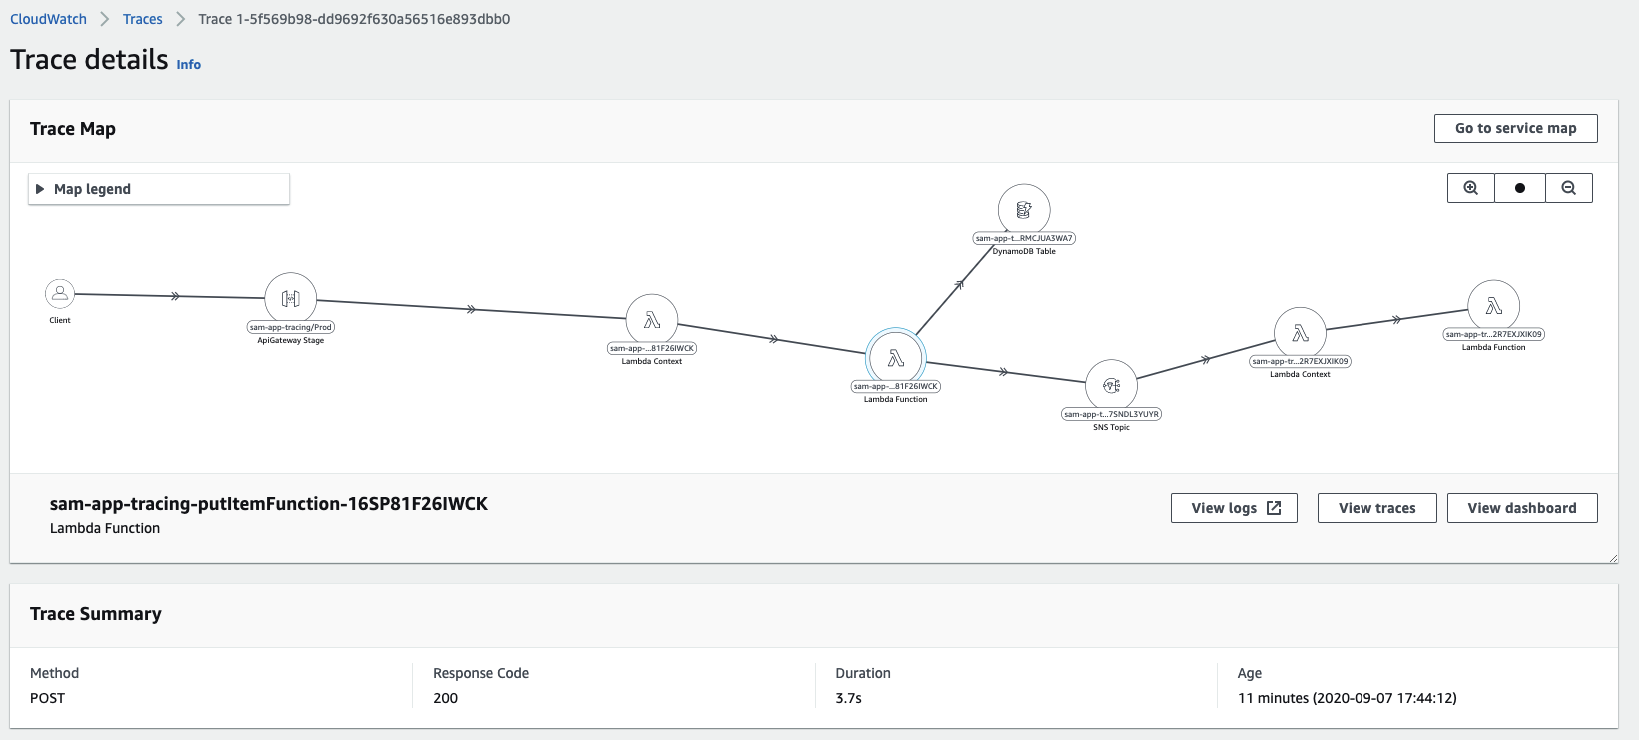 CloudWatch > Traces > Trace 1-5f569b98-dd9692f630a56516e893dbb0
Trace details Info
Trace Map
Go to service map
Map legend
sam-app-t...RMCJUA3WA7
DynamoDB Table
Client
sam-app-tracing/Prod
ApiGateway Stage
sam-app-...81F26IWCK
Lambda Context
sam-app-...81F26IWCK
Lambda Function
sam-app-t...7SNDL3YUYR
SNS Topic
sam-app-tr...2R7EXJXIK09
Lambda Context
sam-app-tr...2R7EXJXIK09
Lambda Function
sam-app-tracing-putItemFunction-16SP81F26IWCK
Lambda Function
View logs
View traces
View dashboard
Trace Summary
Method
POST
Response Code
200
Duration
3.7s
Age
11 minutes (2020-09-07 17:44:12)